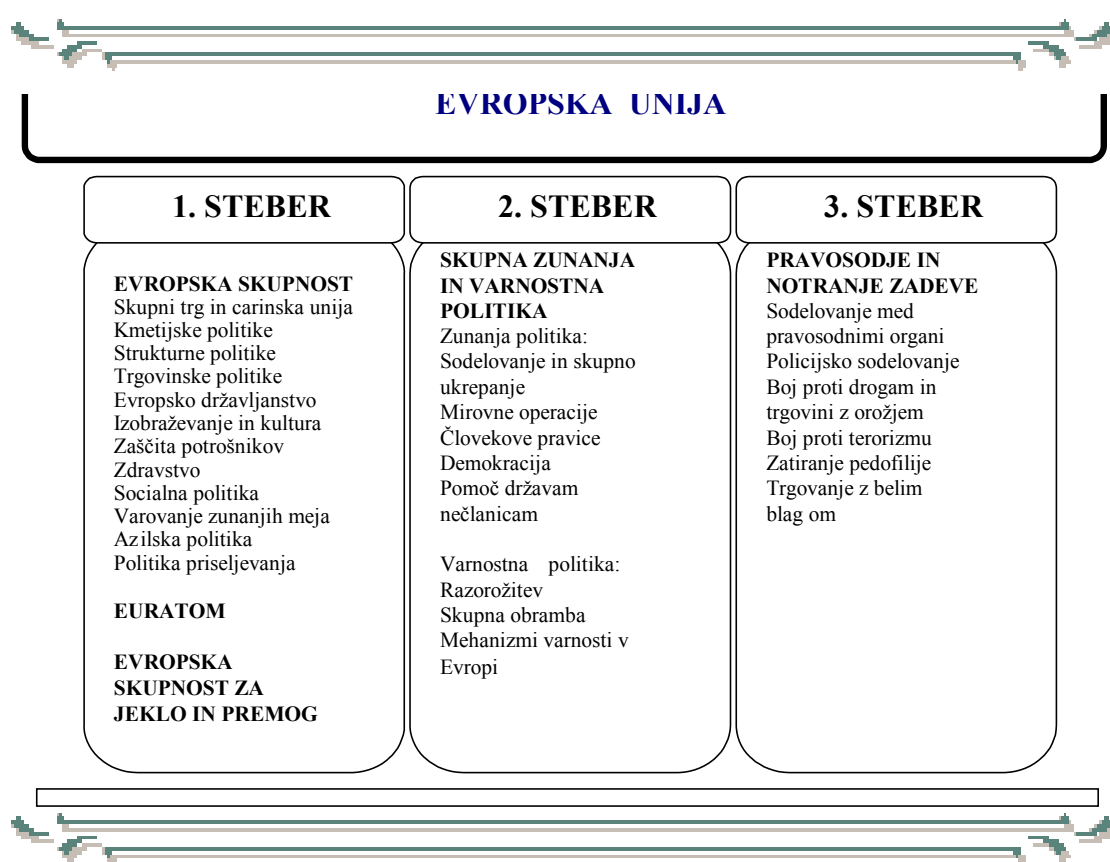 EVROPSKA UNIJA
1. STEBER
EVROPSKA SKUPNOST
Skupni trg in carinska unija
Kmetijske politike
Strukturne politike
Trgovinske politike
Evropsko državljanstvo
Izobraževanje in kultura
Zaščita potrošnikov
Zdravstvo
Socialna politika
Varovanje zunanjih meja
Azilska politika
Politika priseljevanja
EURATOM
EVROPSKA
SKUPNOST ZA
JEKLO IN PREMOG
2. STEBER
SKUPNA ZUNANJA
IN VARNOSTNA
POLITIKA
Zunanja politika:
Sodelovanje in skupno
ukrepanje
Mirovne operacije
Človekove pravice
Demokracija
Pomoč državam
nečlanicam
Varnostna politika:
Razorožitev
Skupna obramba
Mehanizmi varnosti v
Evropi
3. STEBER
PRAVOSODJE IN
NOTRANJE ZADEVE
Sodelovanje med
pravosodnimi organi
Policijsko sodelovanje
Boj proti drogam in
trgovini z orožjem
Boj proti terorizmu
Zatiranje pedofilije
Trgovanje z belim
blag om